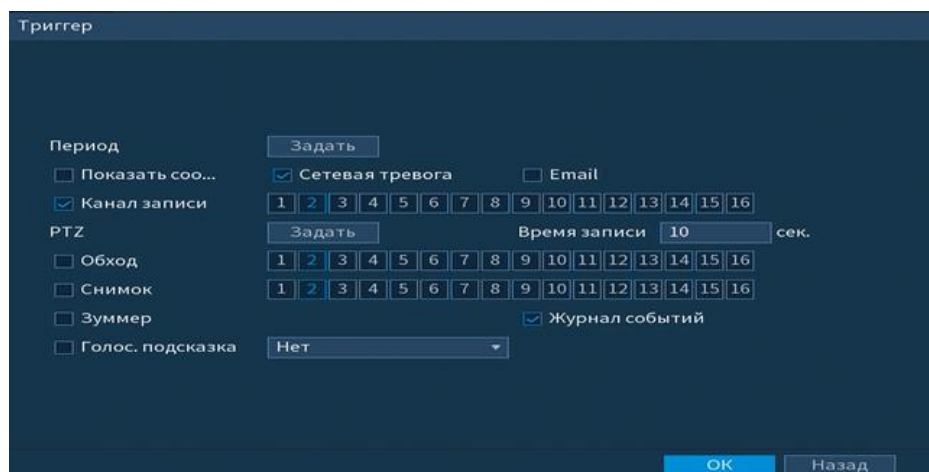 Триггер
Период Задать
Показать соо... Сетевая тревога Email
Канал записи 1 2 3 4 5 6 7 8 9 10 11 12 13 14 15 16
PTZ Задать Время записи 10 сек.
Обход 1 2 3 4 5 6 7 8 9 10 11 12 13 14 15 16
Снимок 1 2 3 4 5 6 7 8 9 10 11 12 13 14 15 16
Зуммер Журнал событий
Голос. подсказка Нет
OK Назад